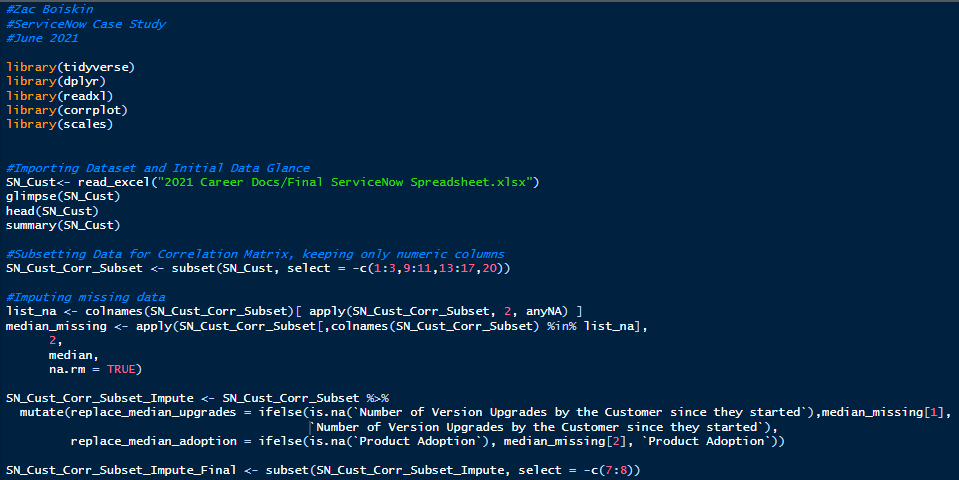 #Zac Boiskin
#ServiceNow Case Study
#June 2021
library(tidyverse)
library(dplyr)
library(readxl)
library(corrplot)
library(scales)
#Importing Dataset and Initial Data Glance
SN_Cust<- read_excel("2021 Career Docs/Final ServiceNow Spreadsheet.xlsx")
glimpse(SN_Cust)
head(SN_Cust)
summary(SN_Cust)
#Subsetting Data for Correlation Matrix, keeping only numeric columns
SN_Cust_Corr_Subset <- subset(SN_Cust, select = -c(1:3,9:11,13:17,20))
#Imputing missing data
list_na <- colnames(SN_Cust_Corr_Subset)[ apply(SN_Cust_Corr_Subset, 2, anyNA) ]
median_missing <- apply(SN_Cust_Corr_Subset[,colnames(SN_Cust_Corr_Subset) %in% list_na],
2,
median,
na.rm = TRUE)
SN_Cust_Corr_Subset_Impute <- SN_Cust_Corr_Subset %>%
mutate(replace_median_upgrades = ifelse(is.na(`Number of Version Upgrades by the Customer since they started`),median_missing[1],
`Number of Version Upgrades by the Customer since they started`),
replace_median_adoption = ifelse(is.na(`Product Adoption`), median_missing[2], `Product Adoption`))
SN_Cust_Corr_Subset_Impute_Final <- subset(SN_Cust_Corr_Subset_Impute, select = -c(7:8))